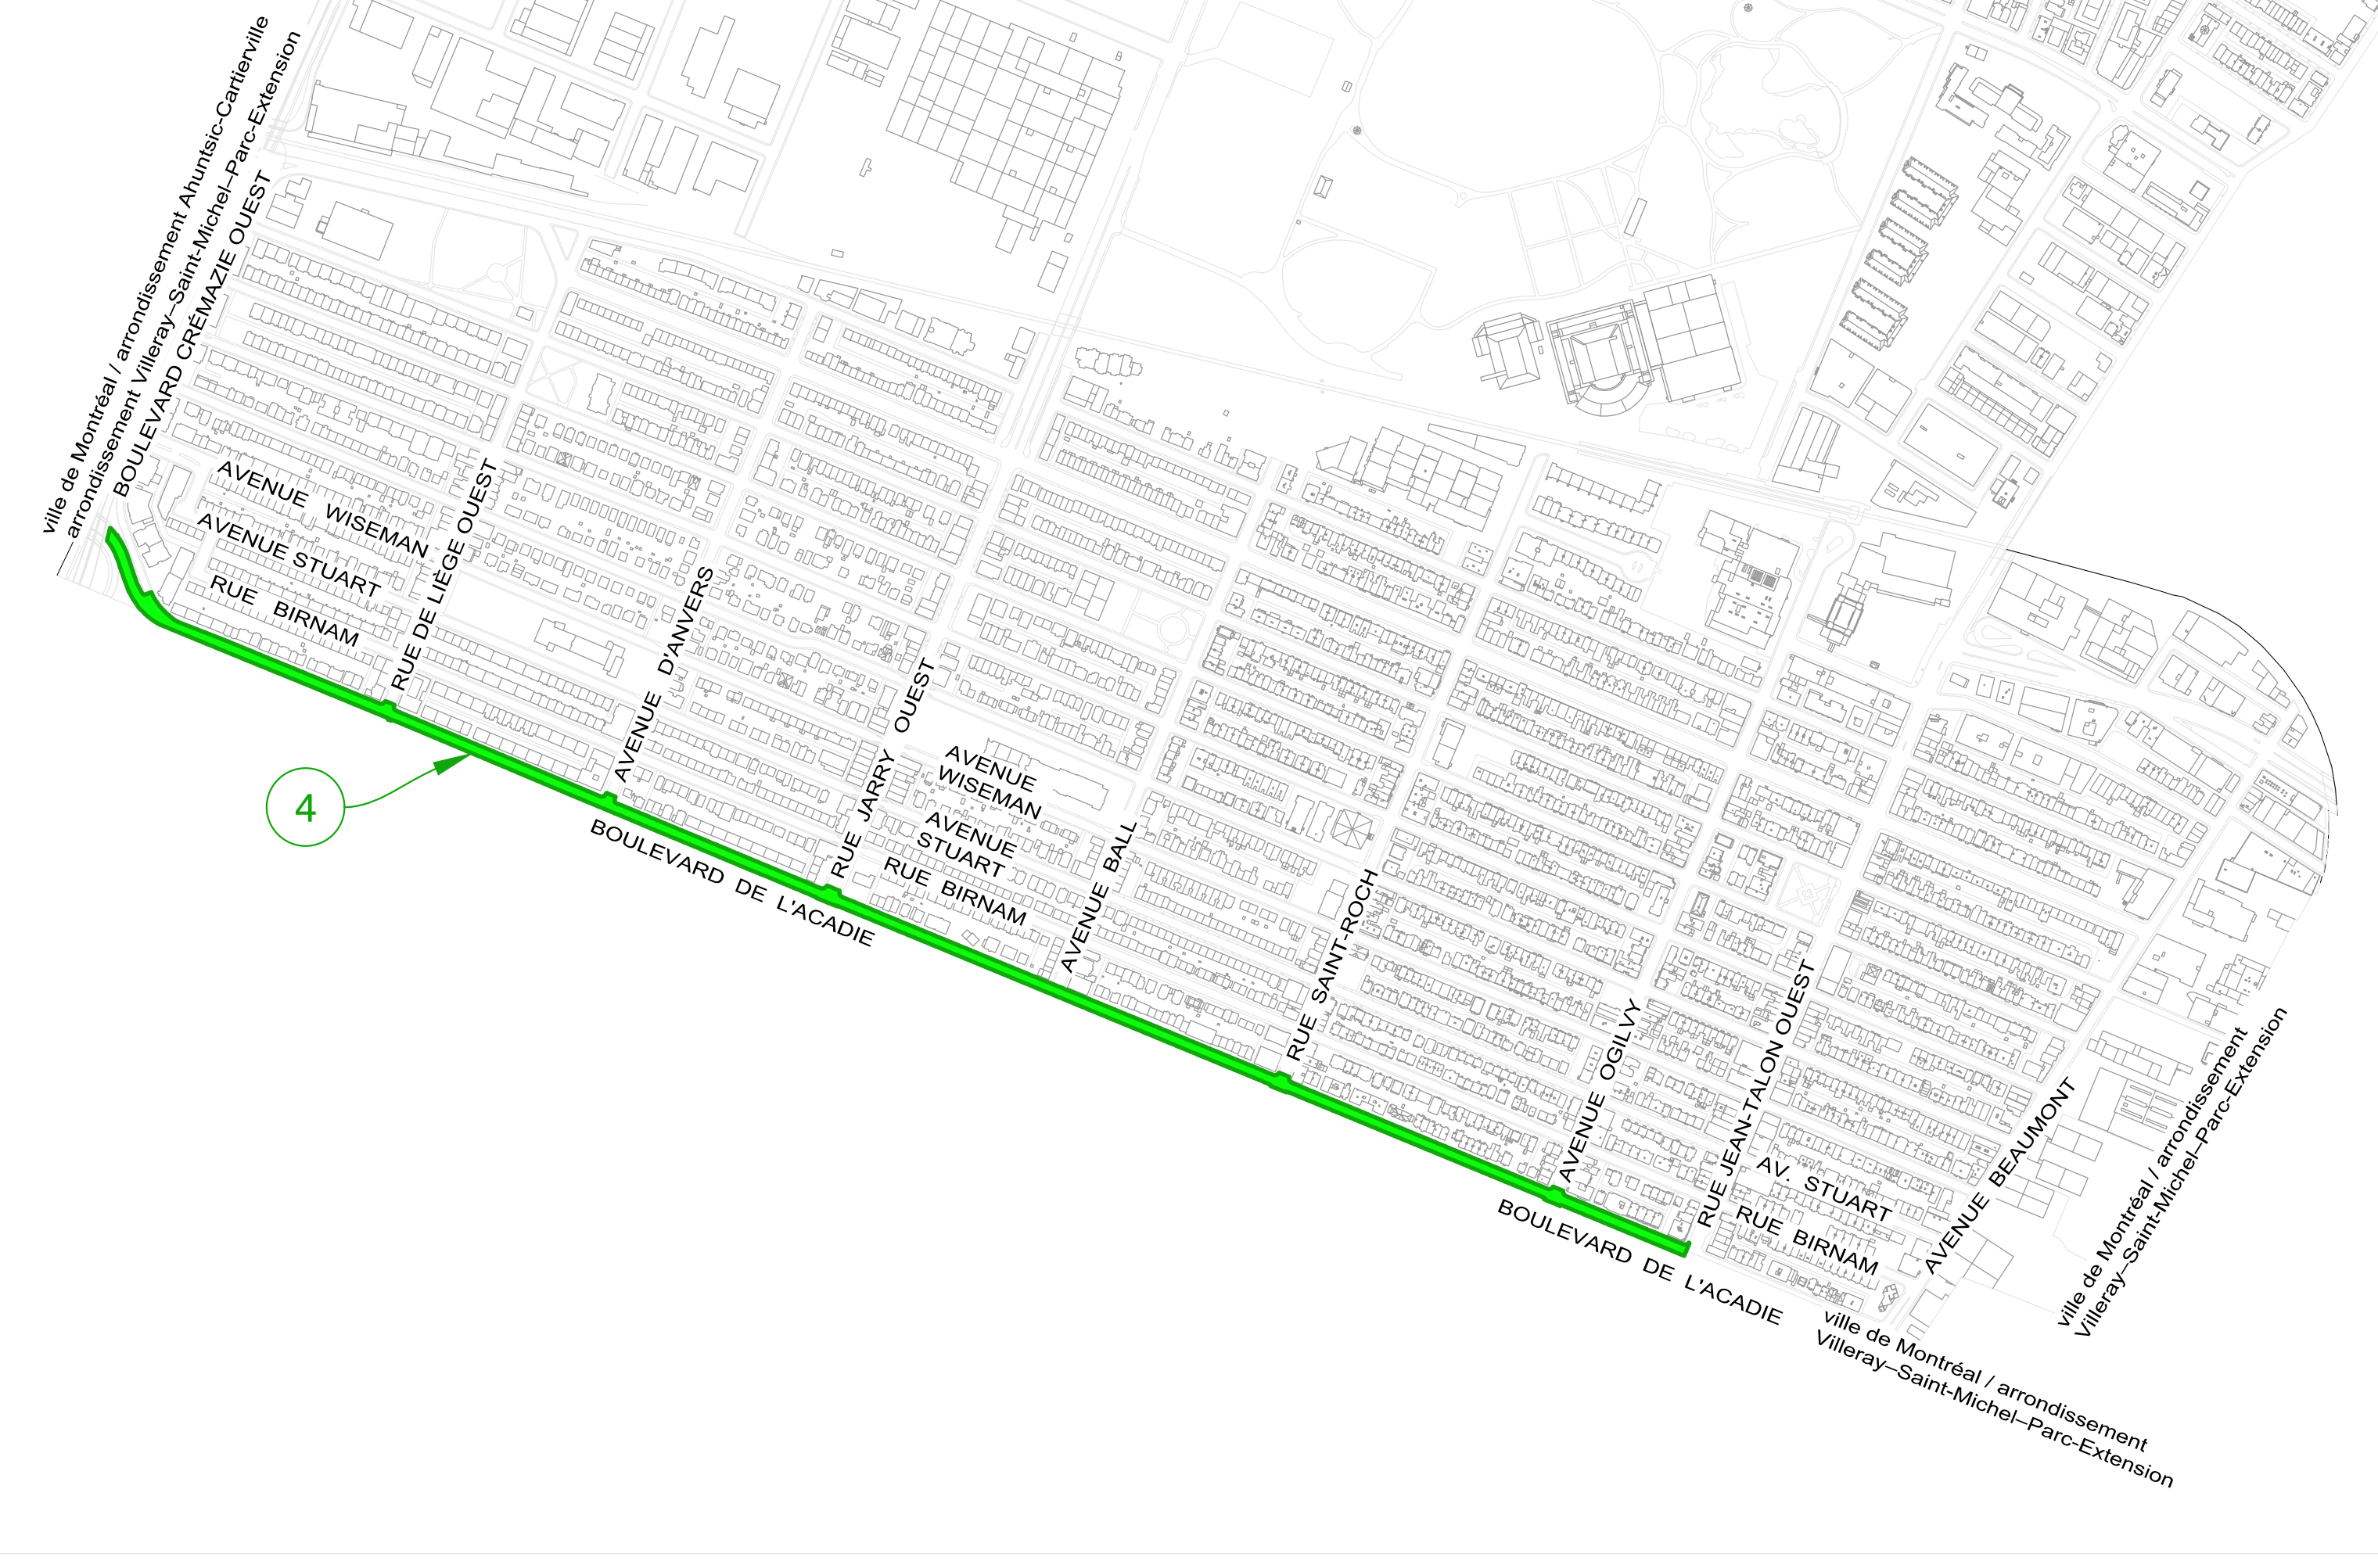 ville de Montréal / arrondissement Ahuntsic-Cartierville
arrondissement Villeray–Saint-Michel–Parc-Extension
BOULEVARD CRÉMAZIE OUEST
AVENUE WISEMAN
AVENUE STUART
RUE BIRNAM
RUE DE LIÈGE OUEST
AVENUE D'ANVERS
4
BOULEVARD DE L'ACADIE
RUE JARRY OUEST
AVENUE
WISEMAN
AVENUE
STUART
RUE BIRNAM
AVENUE BALL
RUE SAINT-ROCH
AVENUE OGILVY
RUE JEAN-TALON OUEST
AV. STUART
RUE BIRNAM
AVENUE BEAUMONT
BOULEVARD DE L'ACADIE
ville de Montréal / arrondissement
Villeray–Saint-Michel–Parc-Extension
ville de Montréal / arrondissement
Villeray–Saint-Michel–Parc-Extension